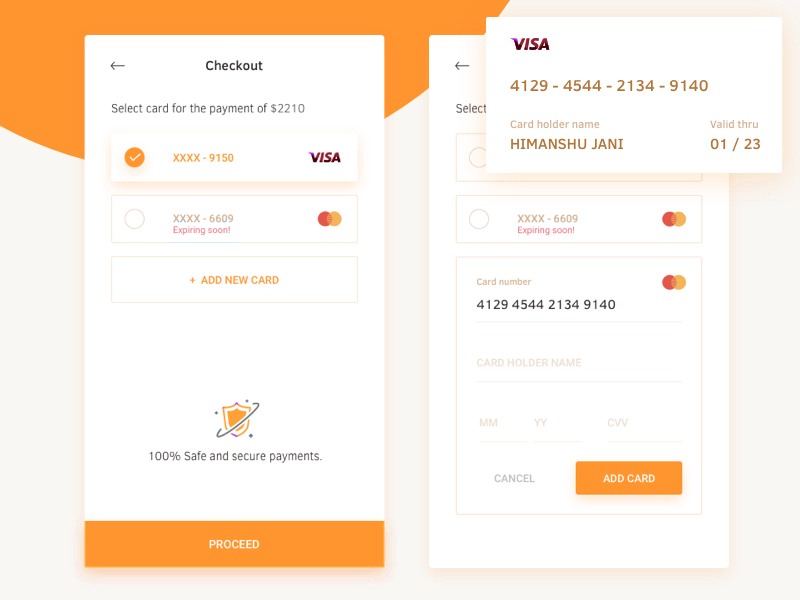 Checkout
Select card for the payment of $2210
XXXX - 9150
VISA
XXXX - 6609
Expiring soon!
+ ADD NEW CARD
100% Safe and secure payments.
PROCEED
VISA
4129 - 4544 - 2134 - 9140
Card holder name
Valid thru
HIMANSHU JANI
01 / 23
Select
XXXX - 6609
Expiring soon!
Card number
4129 4544 2134 9140
CARD HOLDER NAME
MM
YY
CVV
CANCEL
ADD CARD